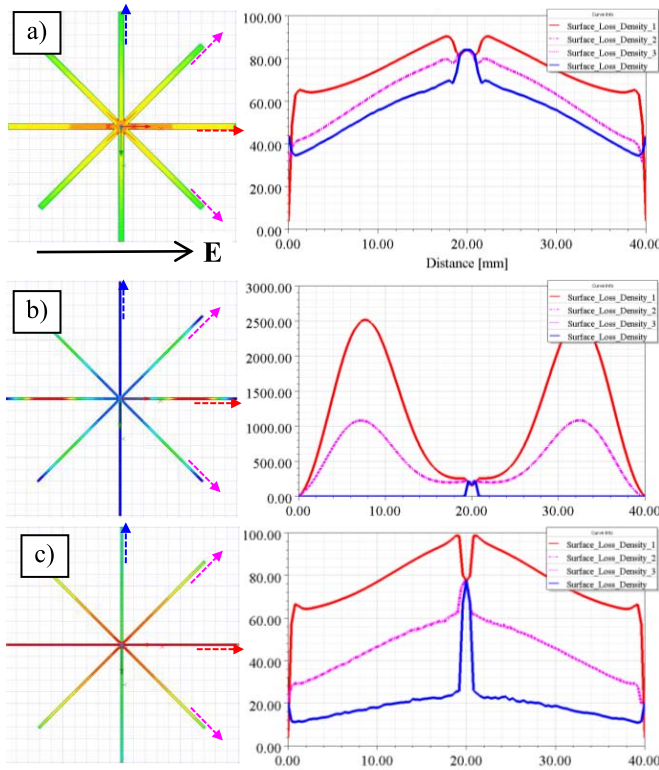 a)
E
100.00
80.00
60.00
40.00
20.00
0.00
0.00
10.00
20.00
30.00
40.00
Distance [mm]
Curve Info
Surface_Loss_Density_1
Surface_Loss_Density_2
Surface_Loss_Density_3
Surface_Loss_Density
b)
3000.00
2500.00
2000.00
1500.00
1000.00
500.00
0.00
0.00
10.00
20.00
30.00
40.00
Curve Info
Surface_Loss_Density_1
Surface_Loss_Density_2
Surface_Loss_Density_3
Surface_Loss_Density
c)
100.00
80.00
60.00
40.00
20.00
0.00
0.00
10.00
20.00
30.00
40.00
Curve Info
Surface_Loss_Density_1
Surface_Loss_Density_2
Surface_Loss_Density_3
Surface_Loss_Density